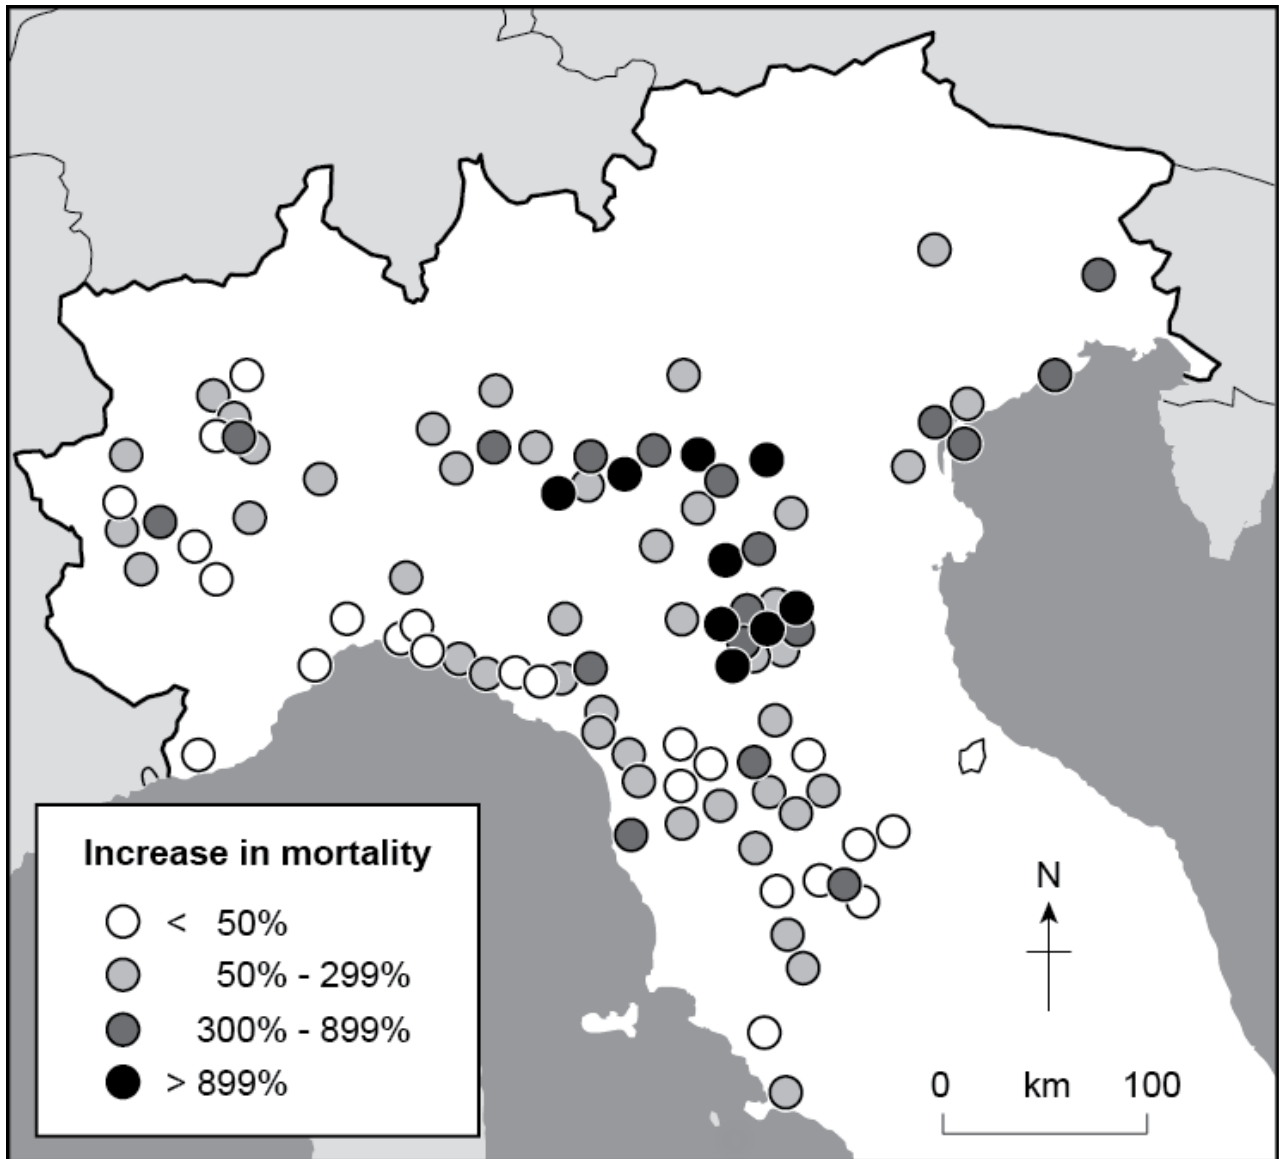 Increase in mortality
< 50%
50% - 299%
300% - 899%
> 899%
N
0 km 100